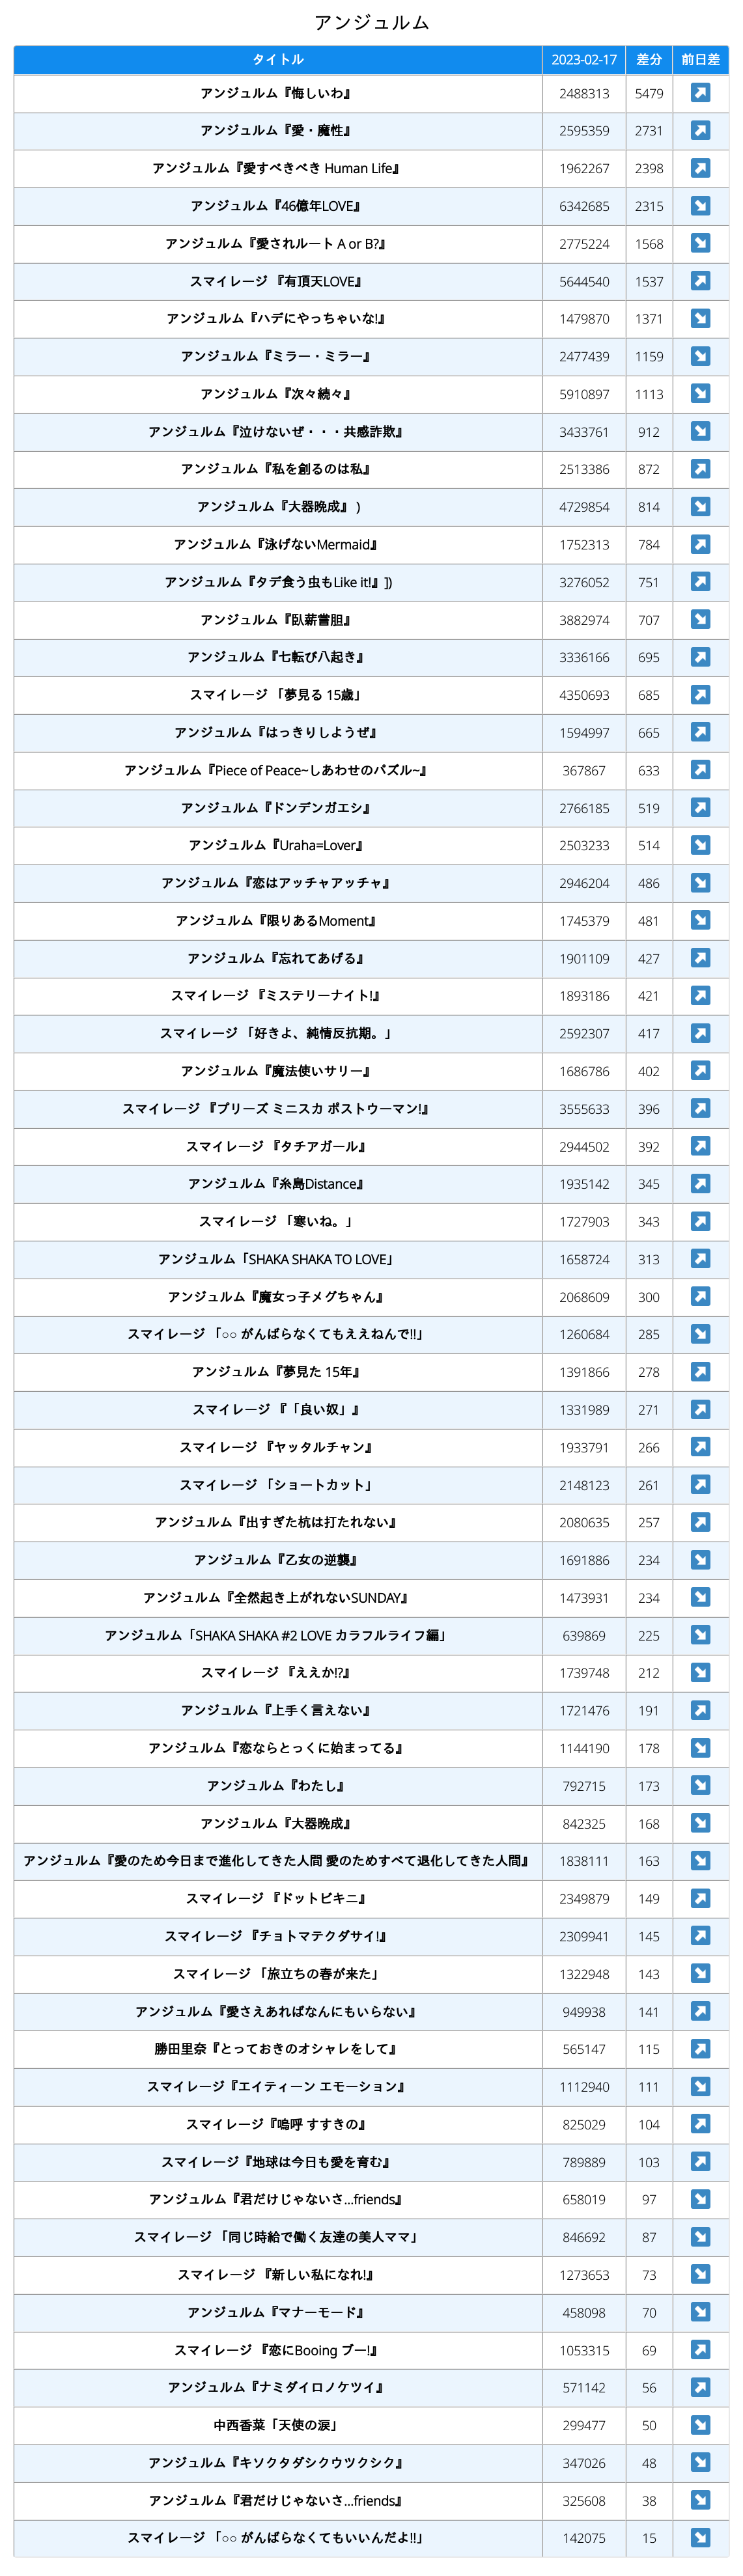 アンジュルム
タイトル 2023-02-17 差分 前日差
アンジュルム『悔しいわ』 2488313 5479
アンジュルム『愛・魔性』 2595359 2731
アンジュルム『愛すべきべき Human Life』 1962267 2398
アンジュルム『46億年LOVE』 6342685 2315
アンジュルム『愛されルート A or B?』 2775224 1568
スマイレージ 『有頂天LOVE』 5644540 1537
アンジュルム『ハデにやっちゃいな!』 1479870 1371
アンジュルム『ミラー・ミラー』 2477439 1159
アンジュルム『次々続々』 5910897 1113
アンジュルム『泣けないぜ・・・共感詐欺』 3433761 912
アンジュルム『私を創るのは私』 2513386 872
アンジュルム『大器晩成』 ) 4729854 814
アンジュルム『泳げないMermaid』 1752313 784
アンジュルム『タデ食う虫もLike it!』]) 3276052 751
アンジュルム『臥薪嘗胆』 3882974 707
アンジュルム『七転び八起き』 3336166 695
スマイレージ 「夢見る 15歳」 4350693 685
アンジュルム『はっきりしようぜ』 1594997 665
アンジュルム『Piece of Peace~しあわせのパズル~』 367867 633
アンジュルム『ドンデンガエシ』 2766185 519
アンジュルム『Uraha=Lover』 2503233 514
アンジュルム『恋はアッチャアッチャ』 2946204 486
アンジュルム『限りあるMoment』 1745379 481
アンジュルム『忘れてあげる』 1901109 427
スマイレージ 『ミステリーナイト!』 1893186 421
スマイレージ 「好きよ、純情反抗期。」 2592307 417
アンジュルム『魔法使いサリー』 1686786 402
スマイレージ 『プリーズ ミニスカ ポストウーマン!』 3555633 396
スマイレージ 『タチアガール』 2944502 392
アンジュルム『糸島Distance』 1935142 345
スマイレージ 「寒いね。」 1727903 343
アンジュルム「SHAKA SHAKA TO LOVE」 1658724 313
アンジュルム『魔女っ子メグちゃん』 2068609 300
スマイレージ 「○○ がんばらなくてもええねんで!!」 1260684 285
アンジュルム『夢見た 15年』 1391866 278
スマイレージ 『「良い奴」』 1331989 271
スマイレージ 『ヤッタルチャン』 1933791 266
スマイレージ 「ショートカット」 2148123 261
アンジュルム『出すぎた杭は打たれない』 2080635 257
アンジュルム『乙女の逆襲』 1691886 234
アンジュルム『全然起き上がれないSUNDAY』 1473931 234
アンジュルム「SHAKA SHAKA #2 LOVE カラフルライフ編」 639869 225
スマイレージ 『ええか!?』 1739748 212
アンジュルム『上手く言えない』 1721476 191
アンジュルム『恋ならとっくに始まってる』 1144190 178
アンジュルム『わたし』 792715 173
アンジュルム『大器晩成』 842325 168
アンジュルム『愛のため今日まで進化してきた人間 愛のためすべて退化してきた人間』 1838111 163
スマイレージ 『ドットビキニ』 2349879 149
スマイレージ 『チョトマテクダサイ!』 2309941 145
スマイレージ 「旅立ちの春が来た」 1322948 143
アンジュルム『愛さえあればなんにもいらない』 949938 141
勝田里奈『とっておきのオシャレをして』 565147 115
スマイレージ『エイティーン エモーション』 1112940 111
スマイレージ『嗚呼 すすきの』 825029 104
スマイレージ『地球は今日も愛を育む』 789889 103
アンジュルム『君だけじゃないさ...friends』 658019 97
スマイレージ 「同じ時給で働く友達の美人ママ」 846692 87
スマイレージ 『新しい私になれ!』 1273653 73
アンジュルム『マナーモード』 458098 70
スマイレージ 『恋にBooing ブー!』 1053315 69
アンジュルム『ナミダイロノケツイ』 571142 56
中西香菜「天使の涙」 299477 50
アンジュルム『キソクタダシクウツクシク』 347026 48
アンジュルム『君だけじゃないさ...friends』 325608 38
スマイレージ 「○○ がんばらなくてもいいんだよ!!」 142075 15